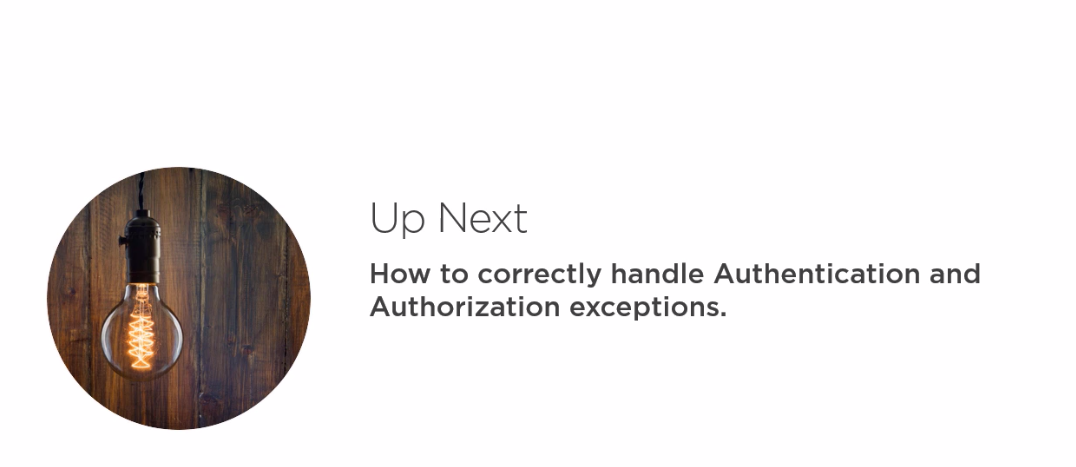 Up Next
How to correctly handle Authentication and
Authorization exceptions.